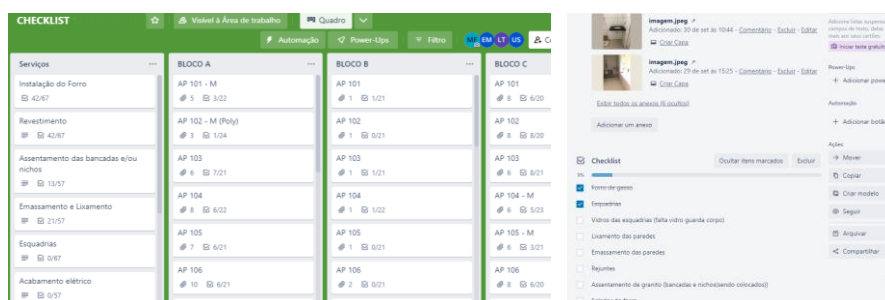 CHECKLIST
Visível à Área de trabalho
Quadro
Automação
Power-Ups
Filtro
MF EM LT US
Serviços
Instalação do Forro
42/67
Revestimento
42/67
Assentamento das bancadas e/ou
nichos
13/57
Emassamento e Lixamento
21/57
Esquadrias
0/67
Acabamento elétrico
0/57
BLOCO A
AP 101 - M
5 3/22
AP 102 - M (Poly)
3 1/24
AP 103
6 7/21
AP 104
8 6/22
AP 105
7 6/21
AP 106
10 6/21
BLOCO B
AP 101
1 1/21
AP 102
1 0/21
AP 103
1 1/21
AP 104
1 1/22
AP 105
1 0/21
AP 106
2 0/21
BLOCO C
AP 101
8 6/20
AP 102
8 8/20
AP 103
6 8/21
AP 104 - M
6 5/23
AP 105 - M
6 3/21
AP 106
8 6/20
imagem.jpeg
Adicionado: 30 de set às 10:44 - Comentário - Excluir - Editar
Criar Capa
imagem.jpeg
Adicionado: 29 de set às 15:25 - Comentário - Excluir - Editar
Criar Capa
Exibir todos os anexos (6 ocultos)
Adicionar um anexo
Checklist
Ocultar itens marcados
Excluir
Forro de gesso
Esquadrias
Vidros das esquadrias (falta vidro guarda corpo)
Lixamento das paredes
Emassamento das paredes
Rejuntes
Assentamento de granito (bancadas e nichos(sendo colocados))
Iniciar teste gratuito
Power-Ups
+ Adicionar power
Automação
+ Adicionar botã
Ações
Mover
Copiar
Criar modelo
Seguir
Arquivar
Compartilhar